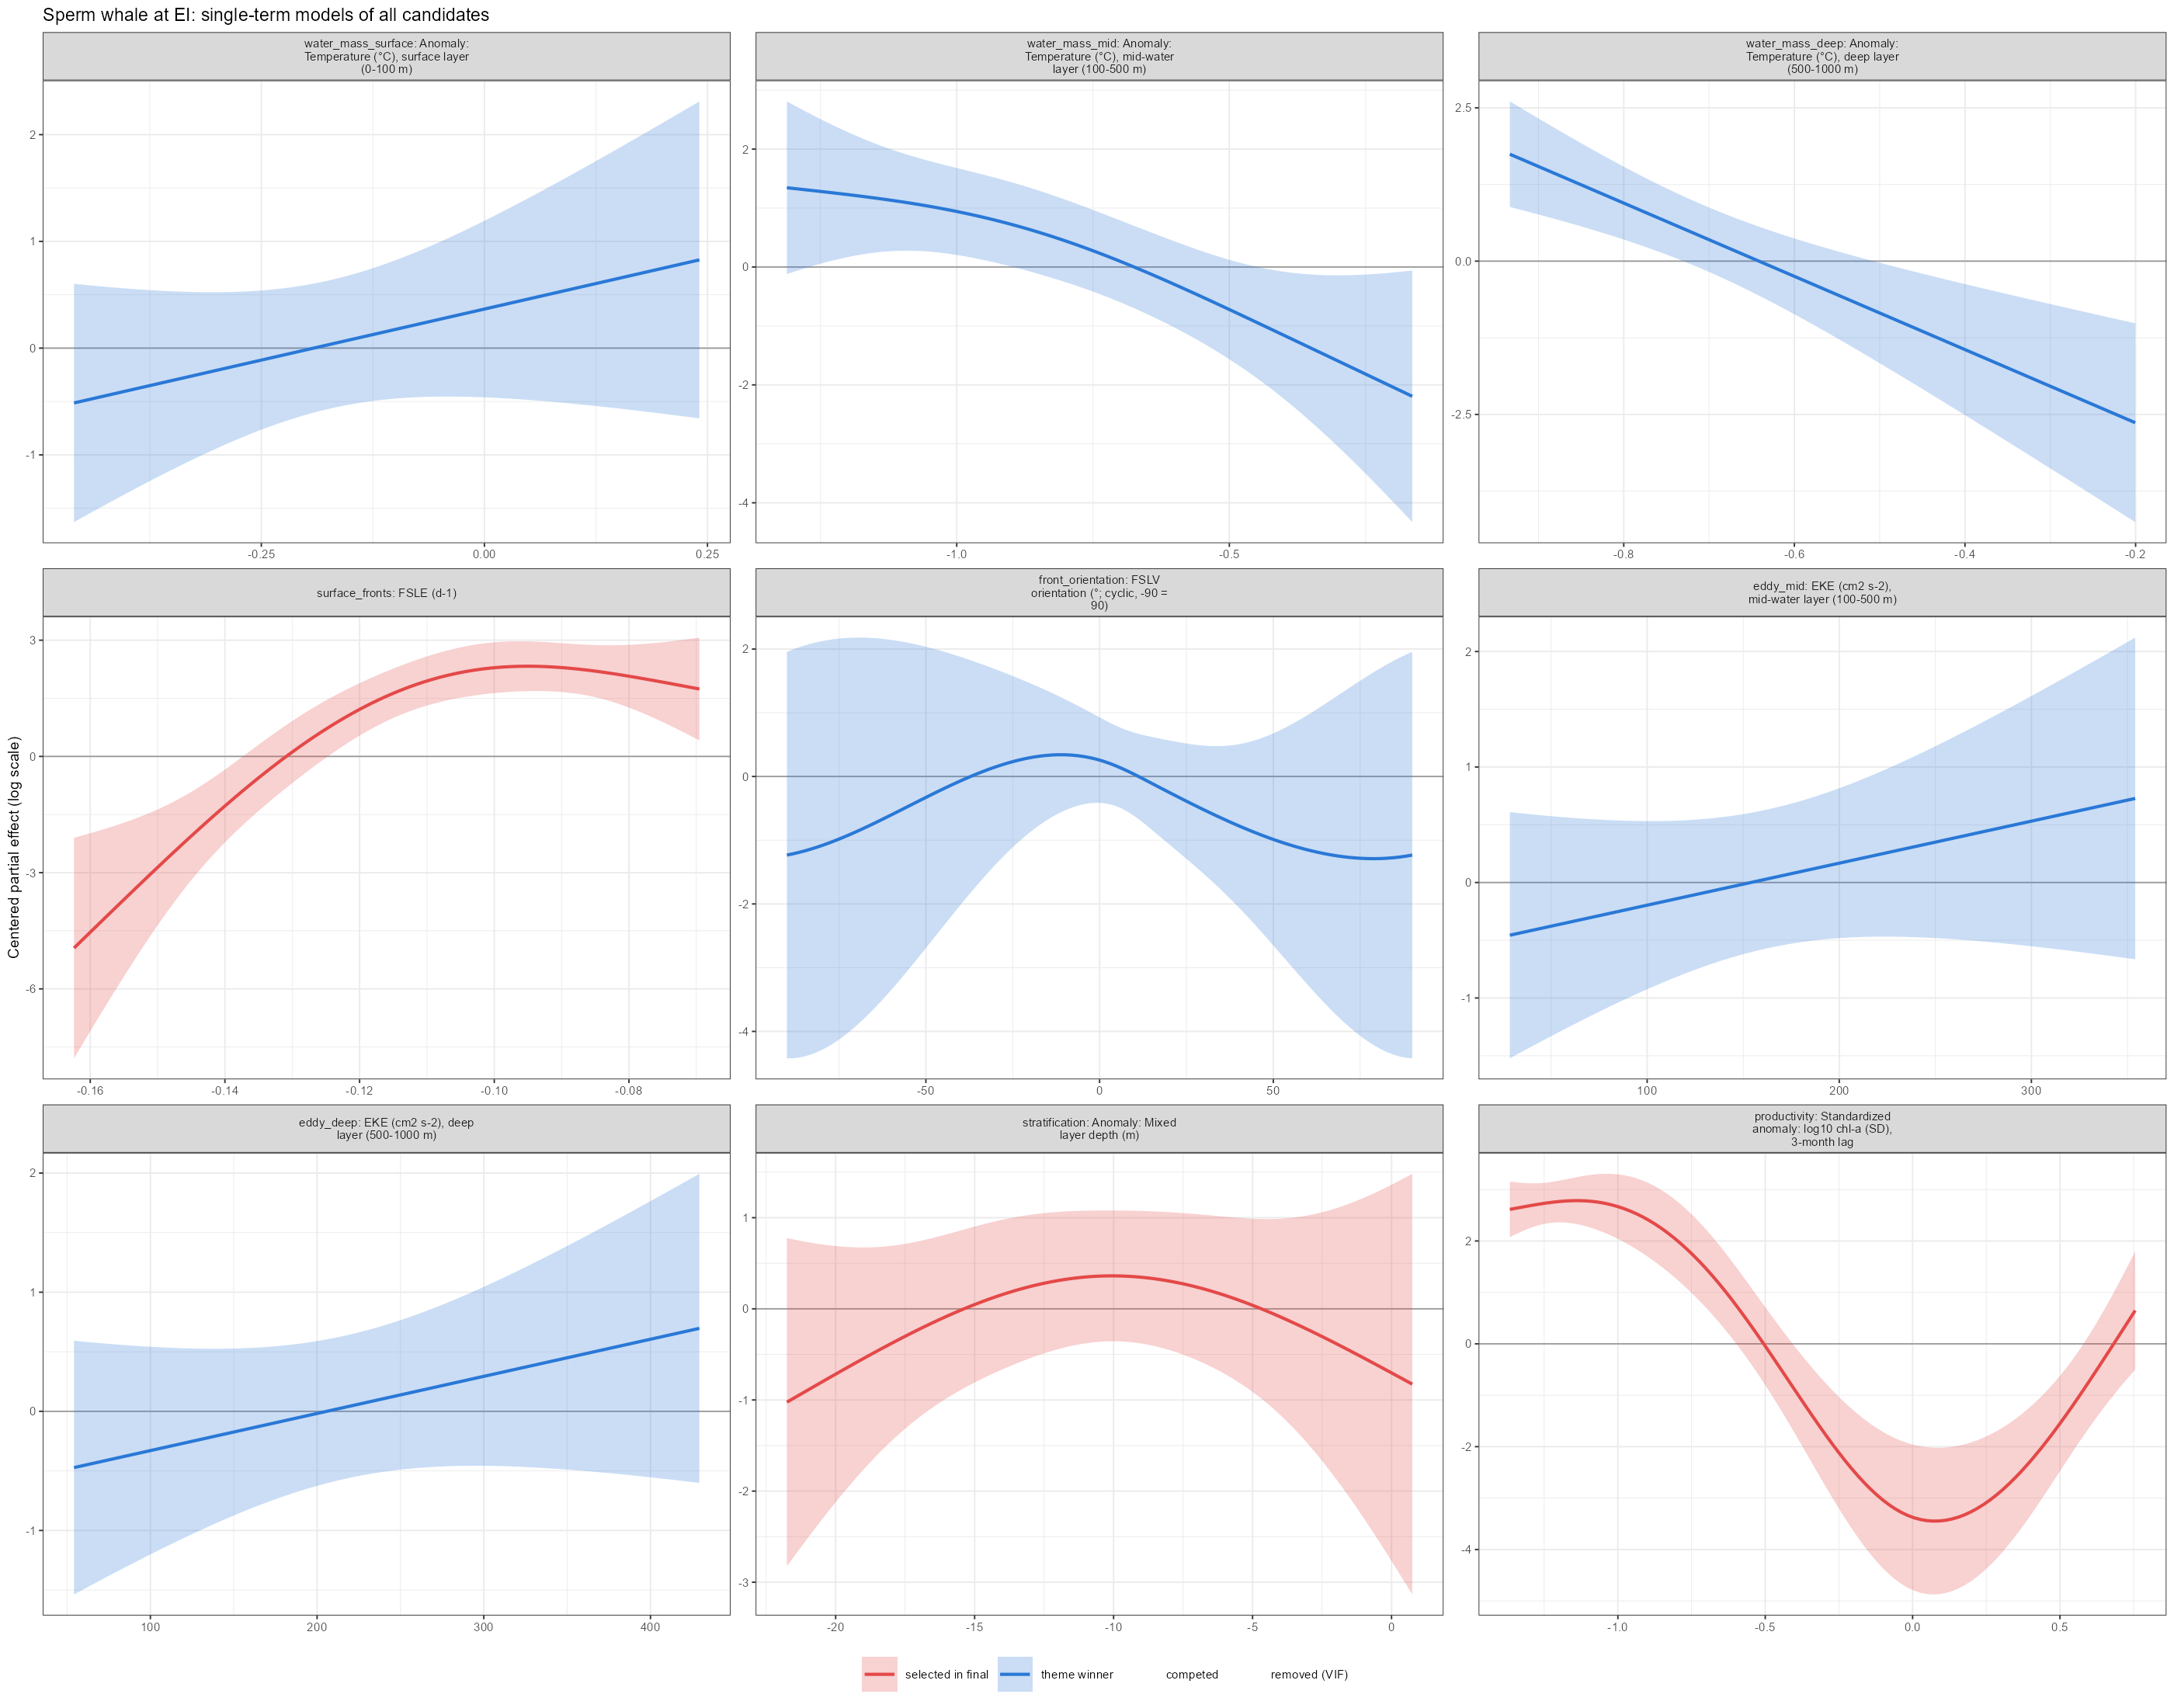 Sperm whale at EI: single-term models of all candidates
water_mass_surface: Anomaly:
Temperature (°C), surface layer
(0-100 m)
water_mass_mid: Anomaly:
Temperature (°C), mid-water
layer (100-500 m)
water_mass_deep: Anomaly:
Temperature (°C), deep layer
(500-1000 m)
2
1
0
-1
-0.25
0.00
0.25
2
0
-2
-4
-1.0
-0.5
2.5
0.0
-2.5
-0.8
-0.6
-0.4
-0.2
Centered partial effect (log scale)
surface_fronts: FSLE (d-1)
front_orientation: FSLV
orientation (°; cyclic, -90 =
90)
eddy_mid: EKE (cm2 s-2),
mid-water layer (100-500 m)
3
0
-3
-6
-0.16
-0.14
-0.12
-0.10
-0.08
2
0
-2
-4
-50
0
50
2
1
0
-1
100
200
300
eddy_deep: EKE (cm2 s-2), deep
layer (500-1000 m)
stratification: Anomaly: Mixed
layer depth (m)
productivity: Standardized
anomaly: log10 chl-a (SD),
3-month lag
2
1
0
-1
100
200
300
400
1
0
-1
-2
-3
-20
-15
-10
-5
0
2
0
-2
-4
-1.0
-0.5
0.0
0.5
selected in final
theme winner
competed
removed (VIF)